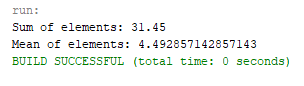 run:
Sum of elements: 31.45
Mean of elements: 4.492857142857143
BUILD SUCCESSFUL (total time: 0 seconds)